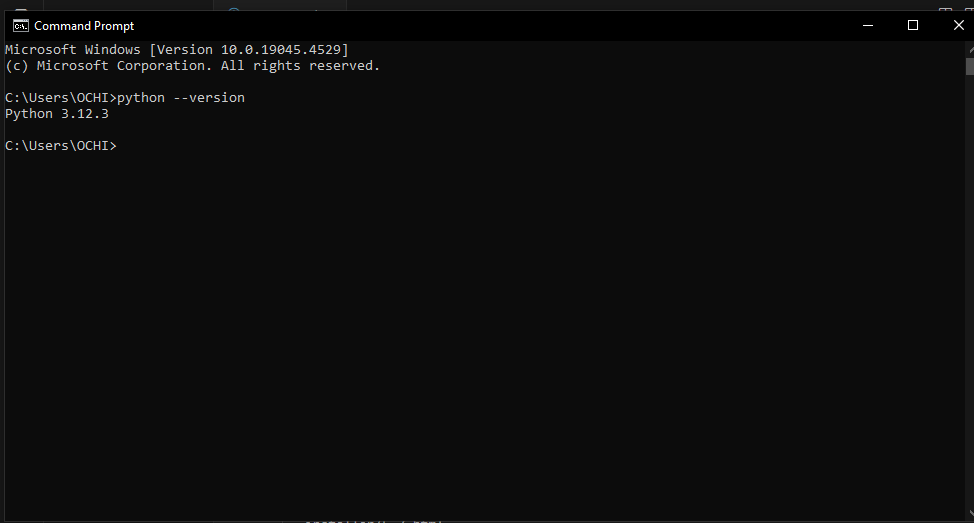 Command Prompt
Microsoft Windows [Version 10.0.19045.4529]
(c) Microsoft Corporation. All rights reserved.
C:\Users\OCHI>python --version
Python 3.12.3
C:\Users\OCHI>